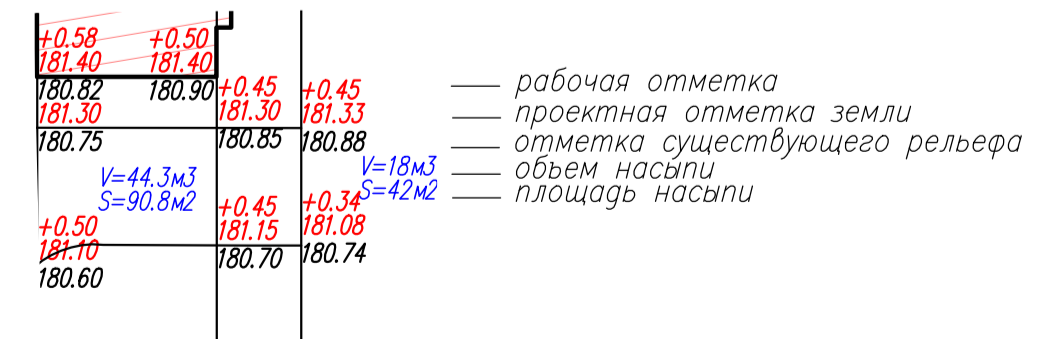 +0.58 +0.50
181.40 181.40
180.82 180.90 +0.45 +0.45
181.30 181.30 181.33
180.75 180.85 180.88
V=44.3м3 V=18м3
S=90.8м2 S=42м2
+0.45 +0.34
+0.50 181.15 181.08
181.10 180.70 180.74
180.60
рабочая отметка
проектная отметка земли
отметка существующего рельефа
объем насыпи
площадь насыпи